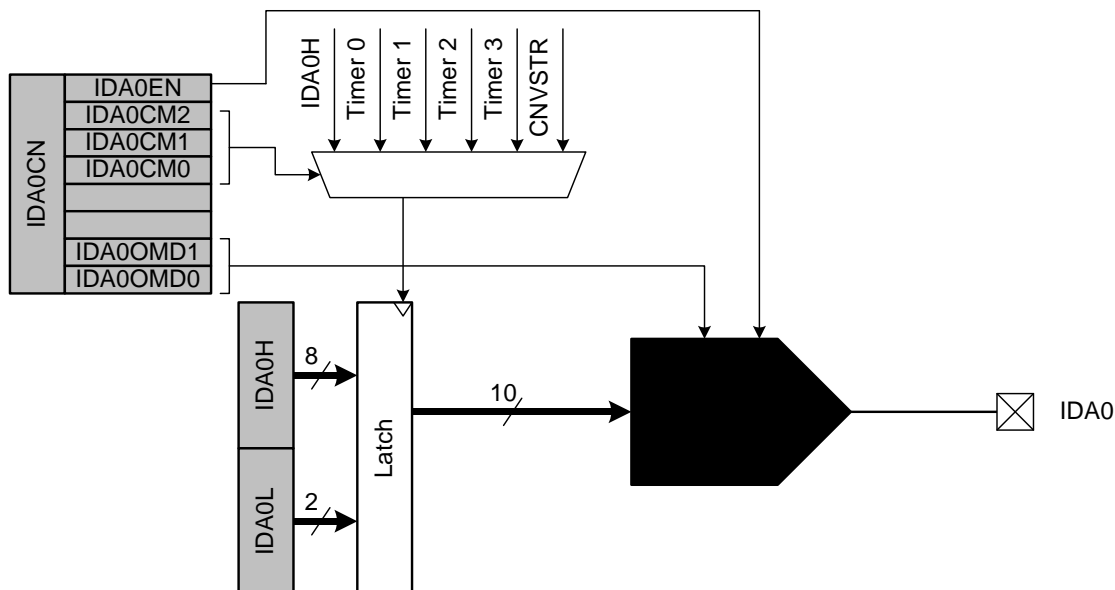 IDA0CN
IDA0EN
IDA0CM2
IDA0CM1
IDA0CM0
IDA0OMD1
IDA0OMD0
IDA0H
Timer 0
Timer 1
Timer 2
Timer 3
CNVSTR
IDA0H
8
IDA0L
2
Latch
10
IDA0